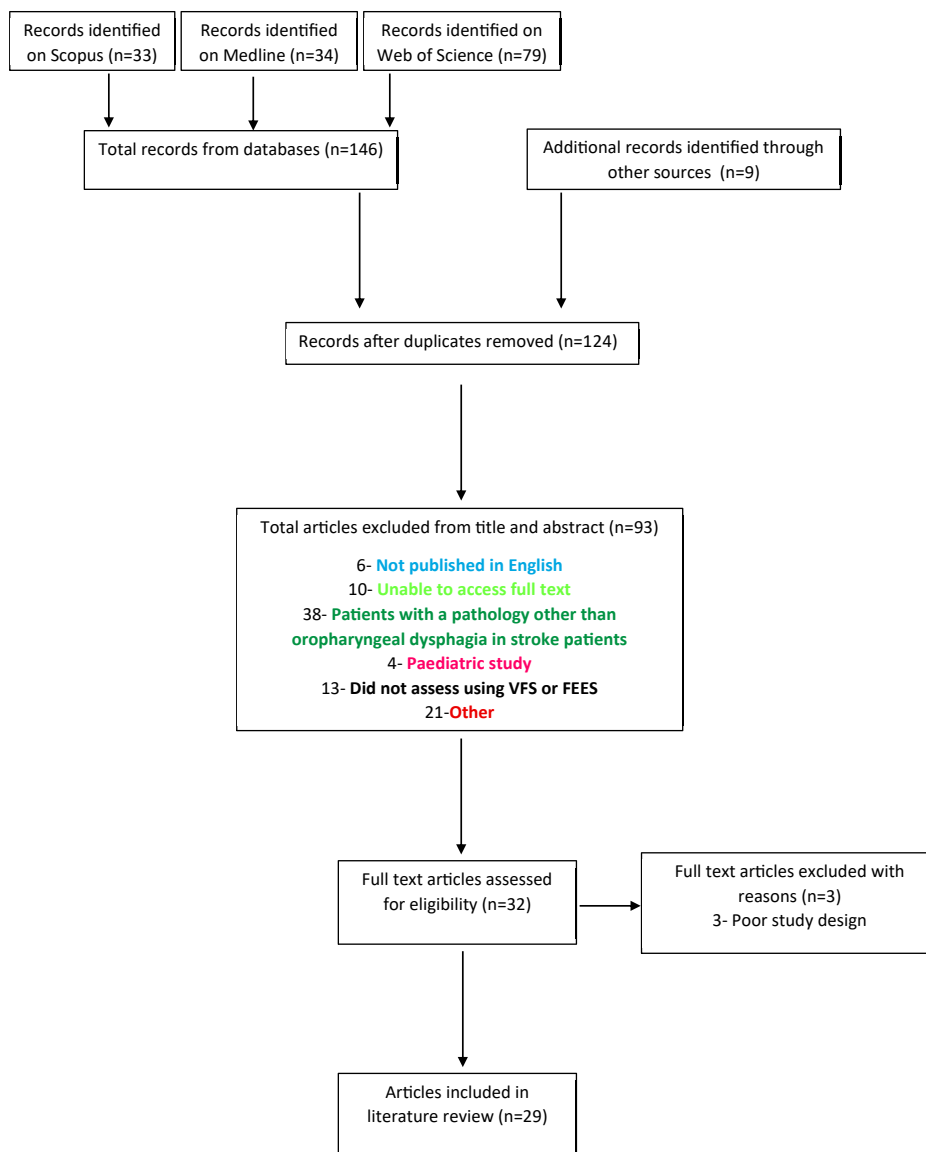 Records identified
on Scopus (n=33)
Records identified
on Medline (n=34)
Records identified on
Web of Science (n=79)
Total records from databases (n=146)
Additional records identified through
other sources (n=9)
Records after duplicates removed (n=124)
Total articles excluded from title and abstract (n=93)
6- Not published in English
10- Unable to access full text
38- Patients with a pathology other than
oropharyngeal dysphagia in stroke patients
4- Paediatric study
13- Did not assess using VFS or FEES
21-Other
Full text articles assessed
for eligibility (n=32)
Full text articles excluded with
reasons (n=3)
3- Poor study design
Articles included in
literature review (n=29)